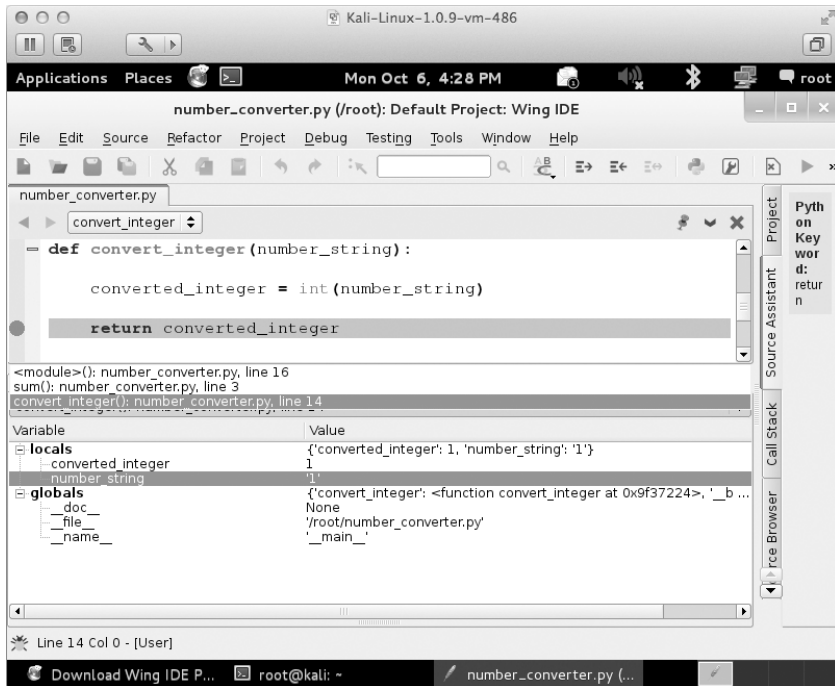 Kali-Linux-1.0.9-vm-486
Applications Places Mon Oct 6, 4:28 PM root
number_converter.py (/root): Default Project: Wing IDE
File Edit Source Refactor Project Debug Testing Tools Window Help
number_converter.py
convert_integer
def convert_integer(number_string):
converted_integer = int(number_string)
return converted_integer
<module>(): number_converter.py, line 16
sum(): number_converter.py, line 3
convert_integer(): number_converter.py, line 14
Variable Value
locals {'converted_integer': 1, 'number_string': '1'}
converted_integer 1
number_string '1'
globals {'convert_integer': <function convert_integer at 0x9f37224>, '__b ...
__doc__ None
__file__ '/root/number_converter.py'
__name__ '__main__'
Project
Source Assistant
Call Stack
rce Browser
Pyth
on
Key
wor
d:
retur
n
Line 14 Col 0 - [User]
Download Wing IDE P... root@kali: ~ number_converter.py (...